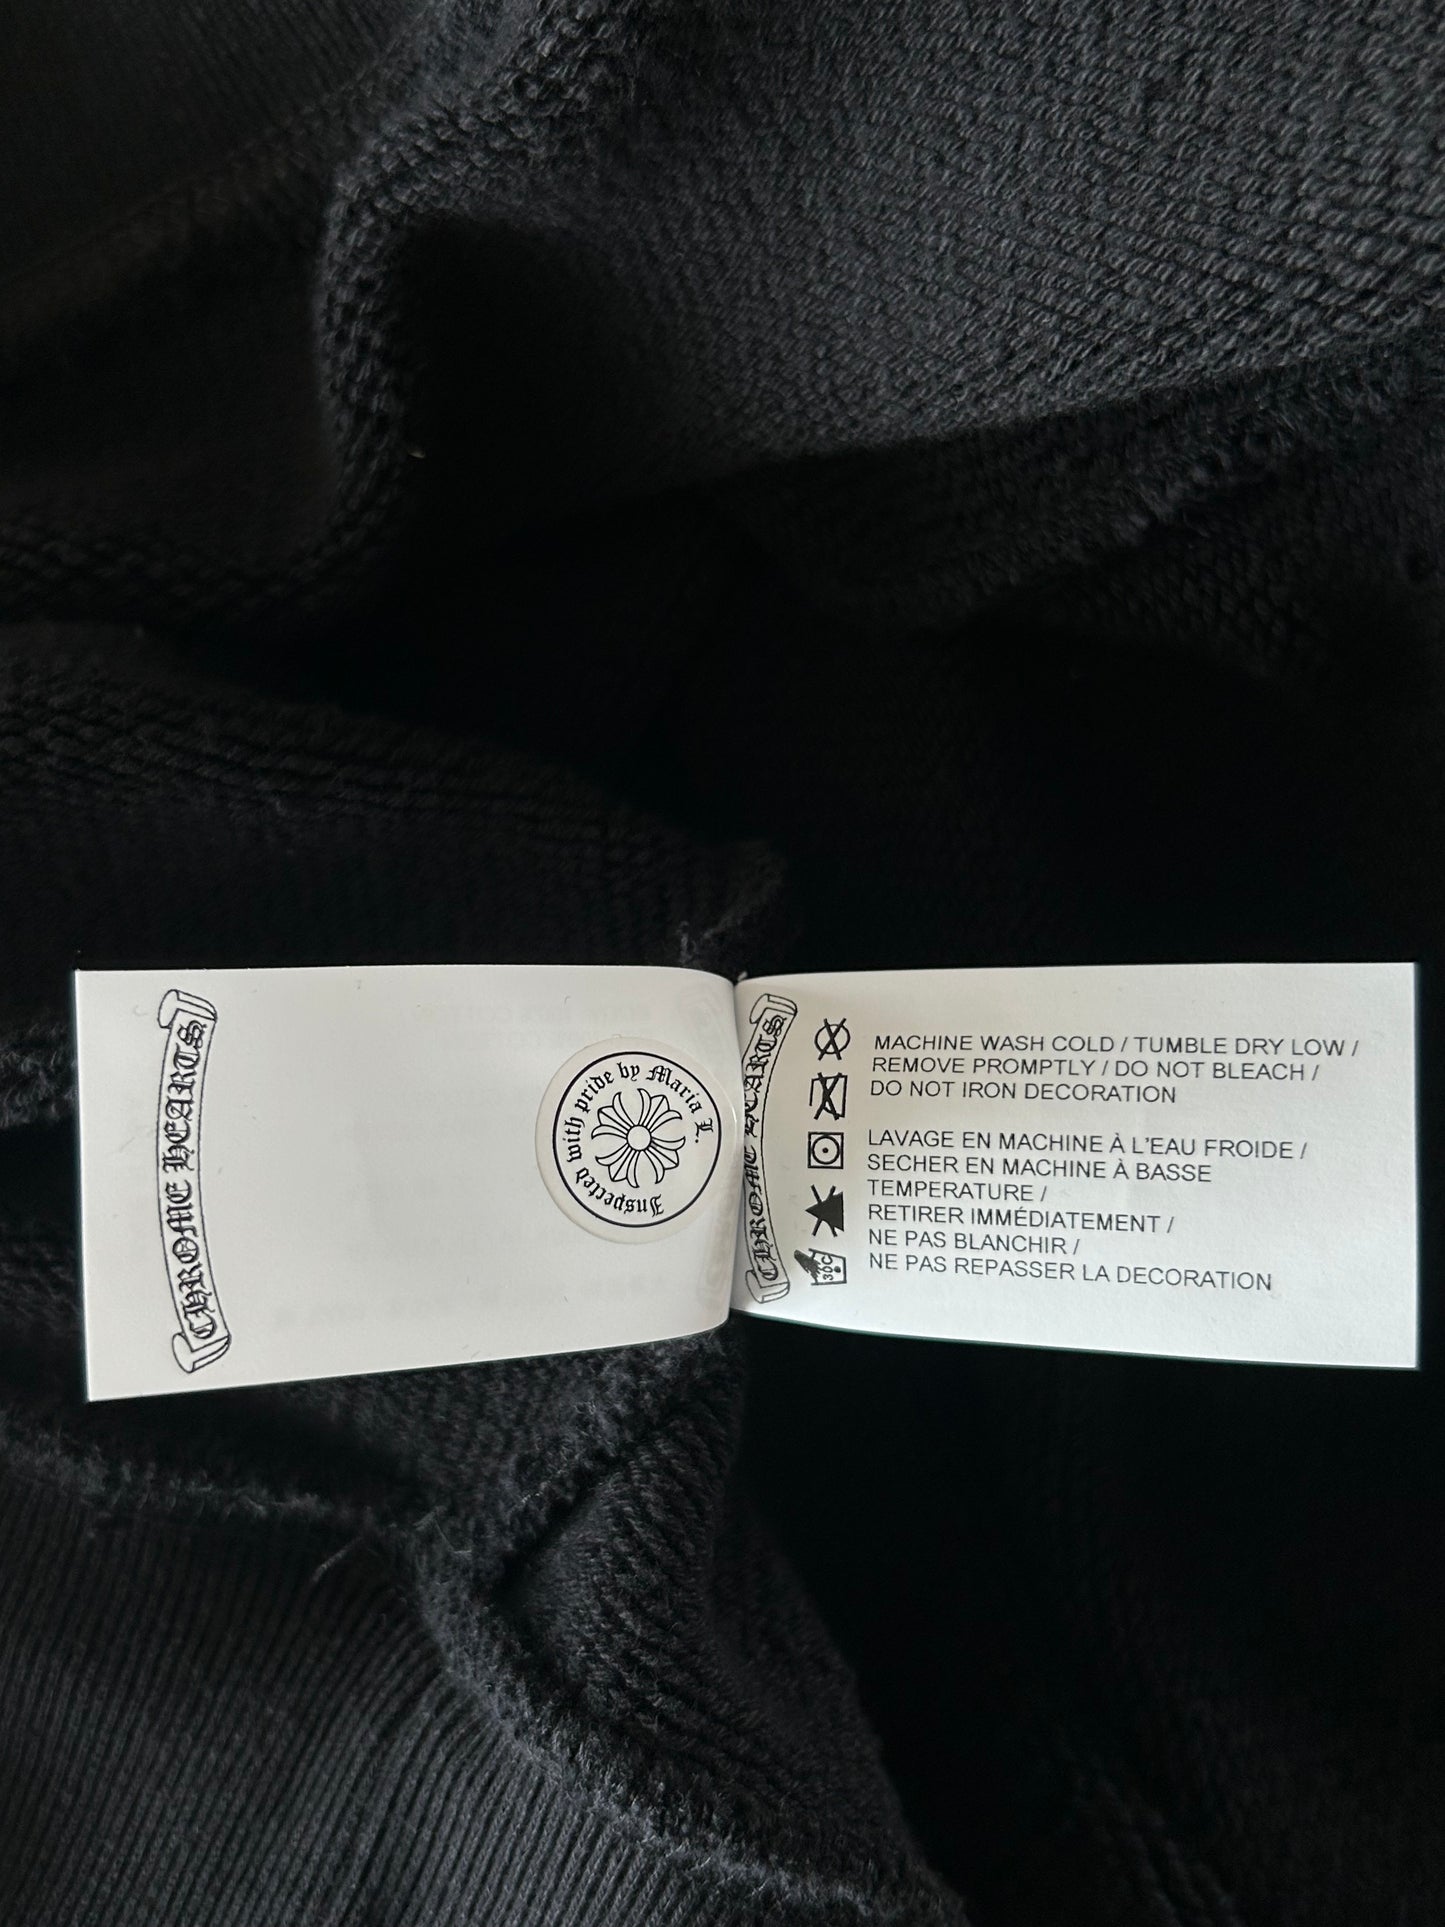 CHROME HEARTS
Inspected with pride by Maria L.
CHROME HEARTS
MACHINE WASH COLD / TUMBLE DRY LOW /
REMOVE PROMPTLY / DO NOT BLEACH /
DO NOT IRON DECORATION
LAVAGE EN MACHINE À L'EAU FROIDE /
SECHER EN MACHINE À BASSE
TEMPERATURE /
RETIRER IMMÉDIATEMENT /
NE PAS BLANCHIR /
NE PAS REPASSER LA DECORATION
30C